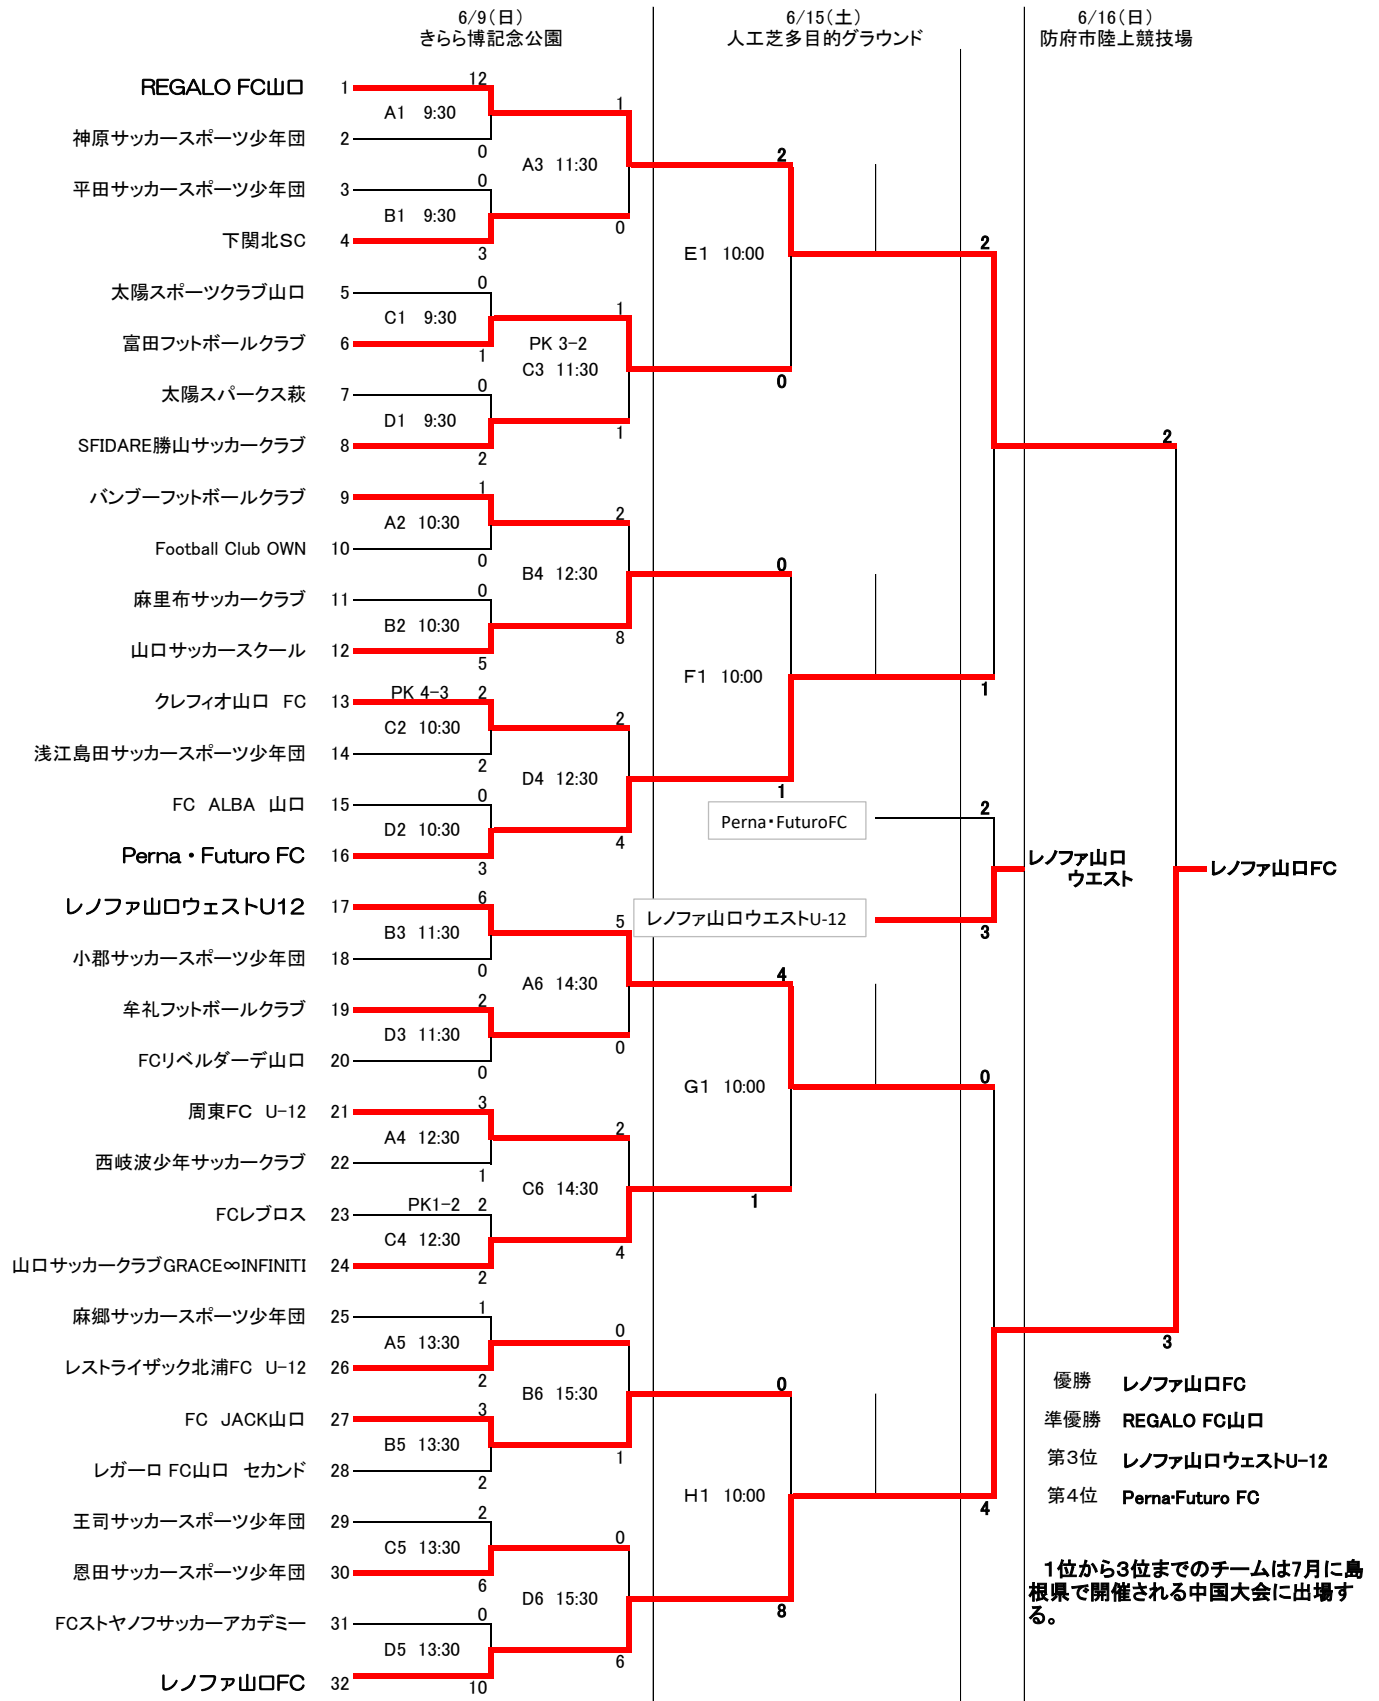 6/9(日)
きらら博記念公園
6/15(土)
人工芝多目的グラウンド
6/16(日)
防府市陸上競技場
REGALO FC山口 1 12
A1 9:30
神原サッカースポーツ少年団 2 0
A3 11:30 1
平田サッカースポーツ少年団 3 0
B1 9:30
下関北SC 4 3
0
2
E1 10:00
2
太陽スポーツクラブ山口 5 0
C1 9:30
富田フットボールクラブ 6 1
1
PK 3-2
C3 11:30
太陽スパークス萩 7 0
D1 9:30
SFIDARE勝山サッカークラブ 8 2
1
0
2
バンブーフットボールクラブ 9 1
A2 10:30
Football Club OWN 10 0
2
B4 12:30
麻里布サッカークラブ 11 0
B2 10:30
山口サッカースクール 12 5
8
0
F1 10:00
1
クレフィオ山口 FC 13 PK 4-3 2
C2 10:30
浅江島田サッカースポーツ少年団 14 2
2
D4 12:30
FC ALBA 山口 15 0
D2 10:30
Perna・Futuro FC 16 3
4
1
Perna・FuturoFC 2
レノファ山口
ウエスト
レノファ山口FC
レノファ山口ウエストU-12 3
レノファ山口ウェストU12 17 6
B3 11:30
小郡サッカースポーツ少年団 18 0
5
A6 14:30
牟礼フットボールクラブ 19 2
D3 11:30
FCリベルダーデ山口 20 0
0
4
G1 10:00
0
周東FC U-12 21 3
A4 12:30
西岐波少年サッカークラブ 22 1
2
C6 14:30
FCレブロス 23 PK1-2 2
C4 12:30
山口サッカークラブGRACE∞INFINITI 24 2
4
1
麻郷サッカースポーツ少年団 25 1
A5 13:30
レストライザック北浦FC U-12 26 2
0
B6 15:30
FC JACK山口 27 3
B5 13:30
レガーロ FC山口 セカンド 28 2
1
0
H1 10:00
4
3
王司サッカースポーツ少年団 29 2
C5 13:30
恩田サッカースポーツ少年団 30 6
0
D6 15:30
FCストヤノフサッカーアカデミー 31 0
D5 13:30
レノファ山口FC 32 10
6
8
優勝 レノファ山口FC
準優勝 REGALO FC山口
第3位 レノファ山口ウェストU-12
第4位 Perna・Futuro FC
1位から3位までのチームは7月に島
根県で開催される中国大会に出場す
る。